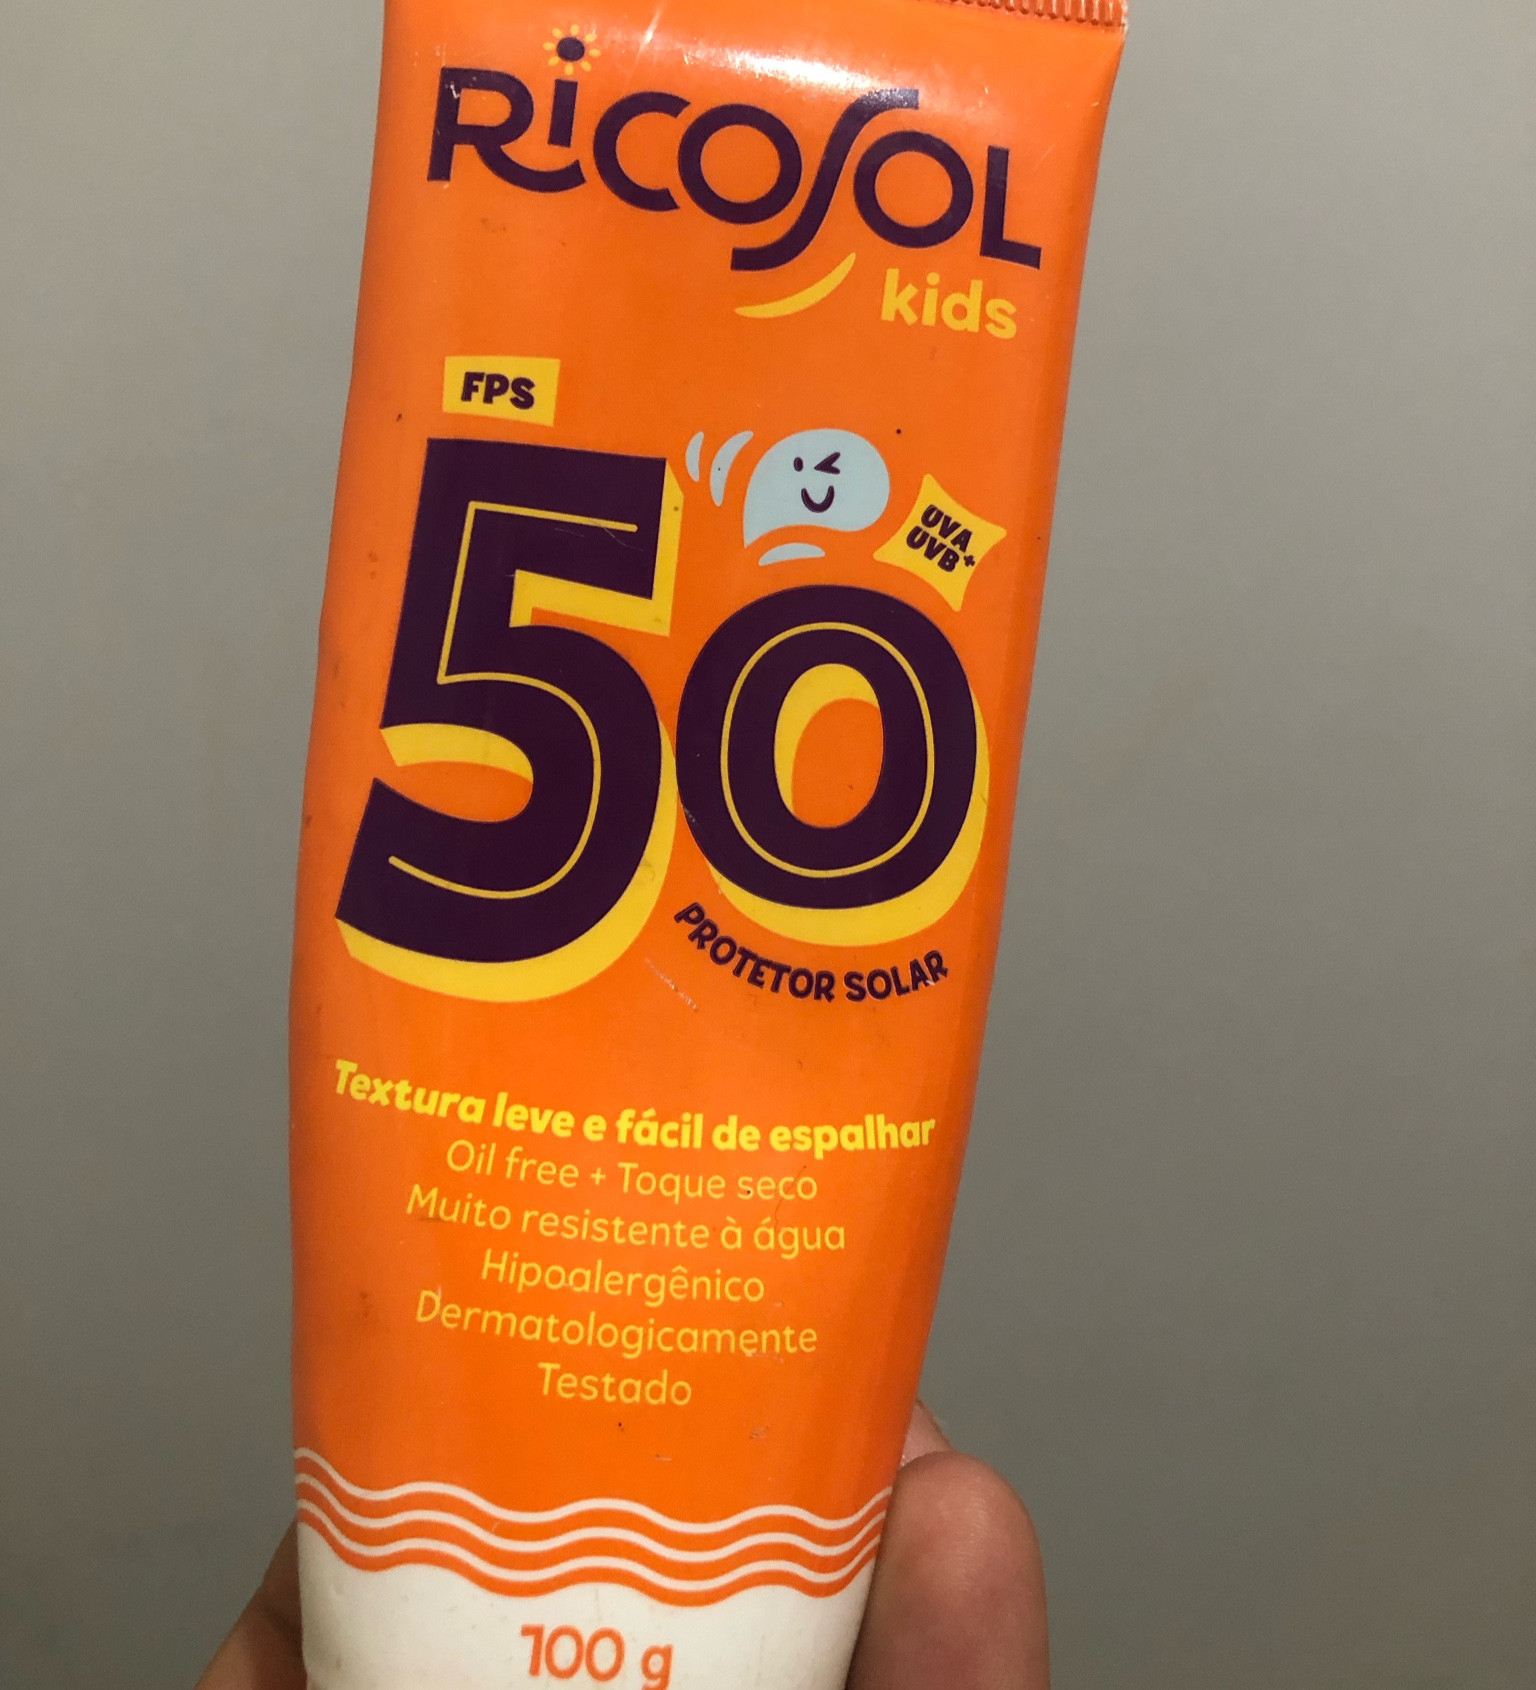 RicoSOL
kids
FPS
50
UVA
UVB+
PROTETOR SOLAR
Textura leve e fácil de espalhar
Oil free + Toque seco
Muito resistente à água
Hipoalergênico
Dermatologicamente
Testado
100 g